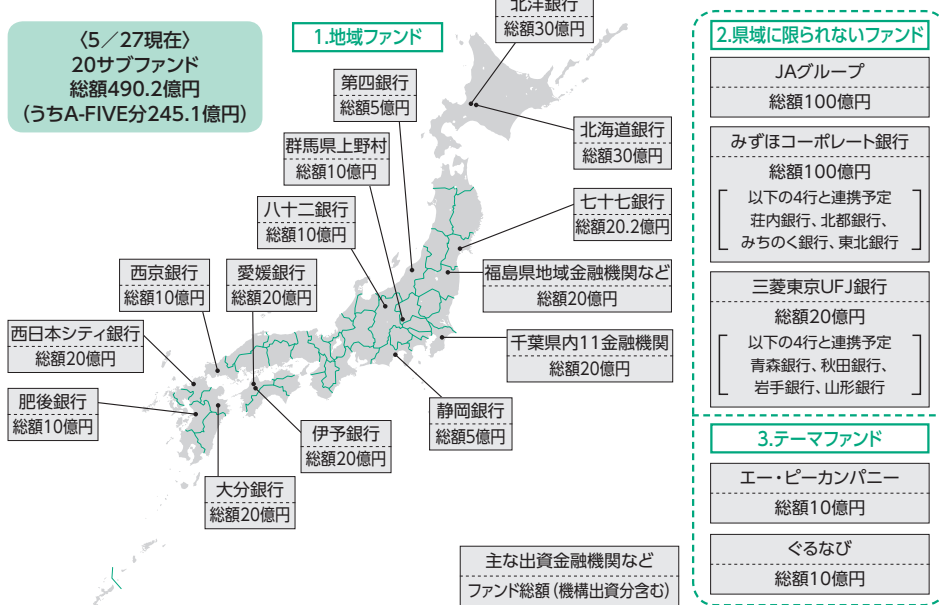 〈5／27現在〉
20サブファンド
総額490.2億円
(うちA-FIVE分245.1億円)
1.地域ファンド
北洋銀行
総額30億円
第四銀行
総額5億円
北海道銀行
総額30億円
群馬県上野村
総額10億円
八十二銀行
総額10億円
七十七銀行
総額20.2億円
西京銀行
総額10億円
愛媛銀行
総額20億円
福島県地域金融機関など
総額20億円
西日本シティ銀行
総額20億円
千葉県内11金融機関
総額20億円
肥後銀行
総額10億円
静岡銀行
総額5億円
伊予銀行
総額20億円
大分銀行
総額20億円
主な出資金融機関など
ファンド総額(機構出資分含む)
2.県域に限られないファンド
JAグループ
総額100億円
みずほコーポレート銀行
総額100億円
以下の4行と連携予定
荘内銀行、北都銀行、
みちのく銀行、東北銀行
三菱東京UFJ銀行
総額20億円
以下の4行と連携予定
青森銀行、秋田銀行、
岩手銀行、山形銀行
3.テーマファンド
エー・ピーカンパニー
総額10億円
ぐるなび
総額10億円